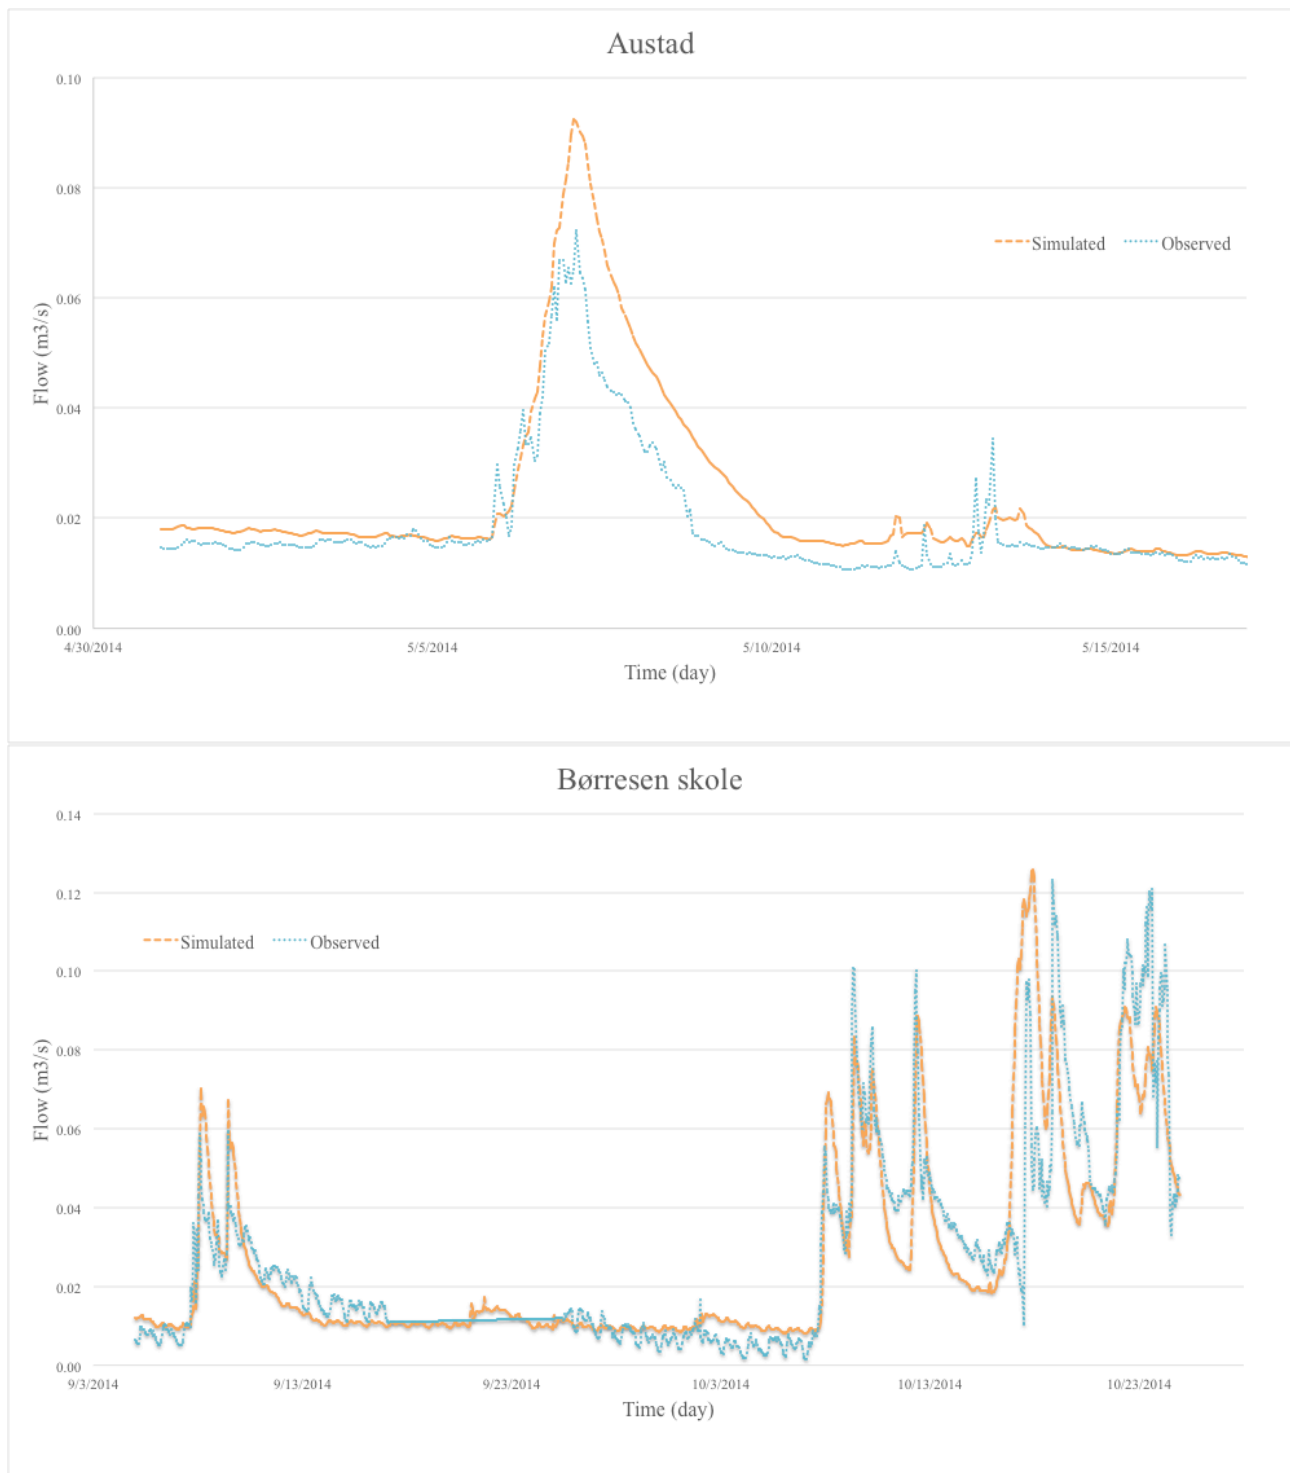 Austad
0.10
0.08
Simulated Observed
0.06
Flow (m3/s)
0.04
0.02
0.00
4/30/2014 5/5/2014 5/10/2014 5/15/2014
Time (day)
Børresen skole
0.14
0.12
Simulated Observed
0.10
0.08
Flow (m3/s)
0.06
0.04
0.02
0.00
9/3/2014 9/13/2014 9/23/2014 10/3/2014 10/13/2014 10/23/2014
Time (day)